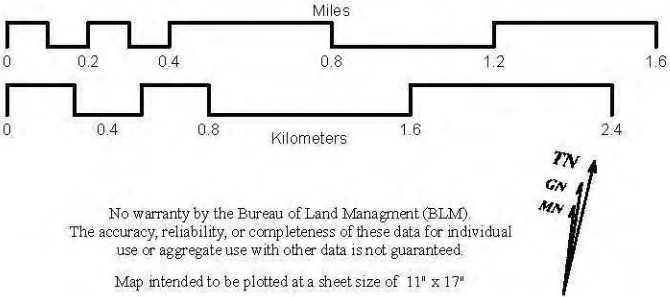 Miles
0 0.2 0.4 0.8 1.2 1.6
0 0.4 0.8 1.6 2.4
Kilometers
TN
GN
MN
No warranty by the Bureau of Land Managment (BLM).
The accuracy, reliability, or completeness of these data for individual
use or aggregate use with other data is not guaranteed.
Map intended to be plotted at a sheet size of 11" x 17"